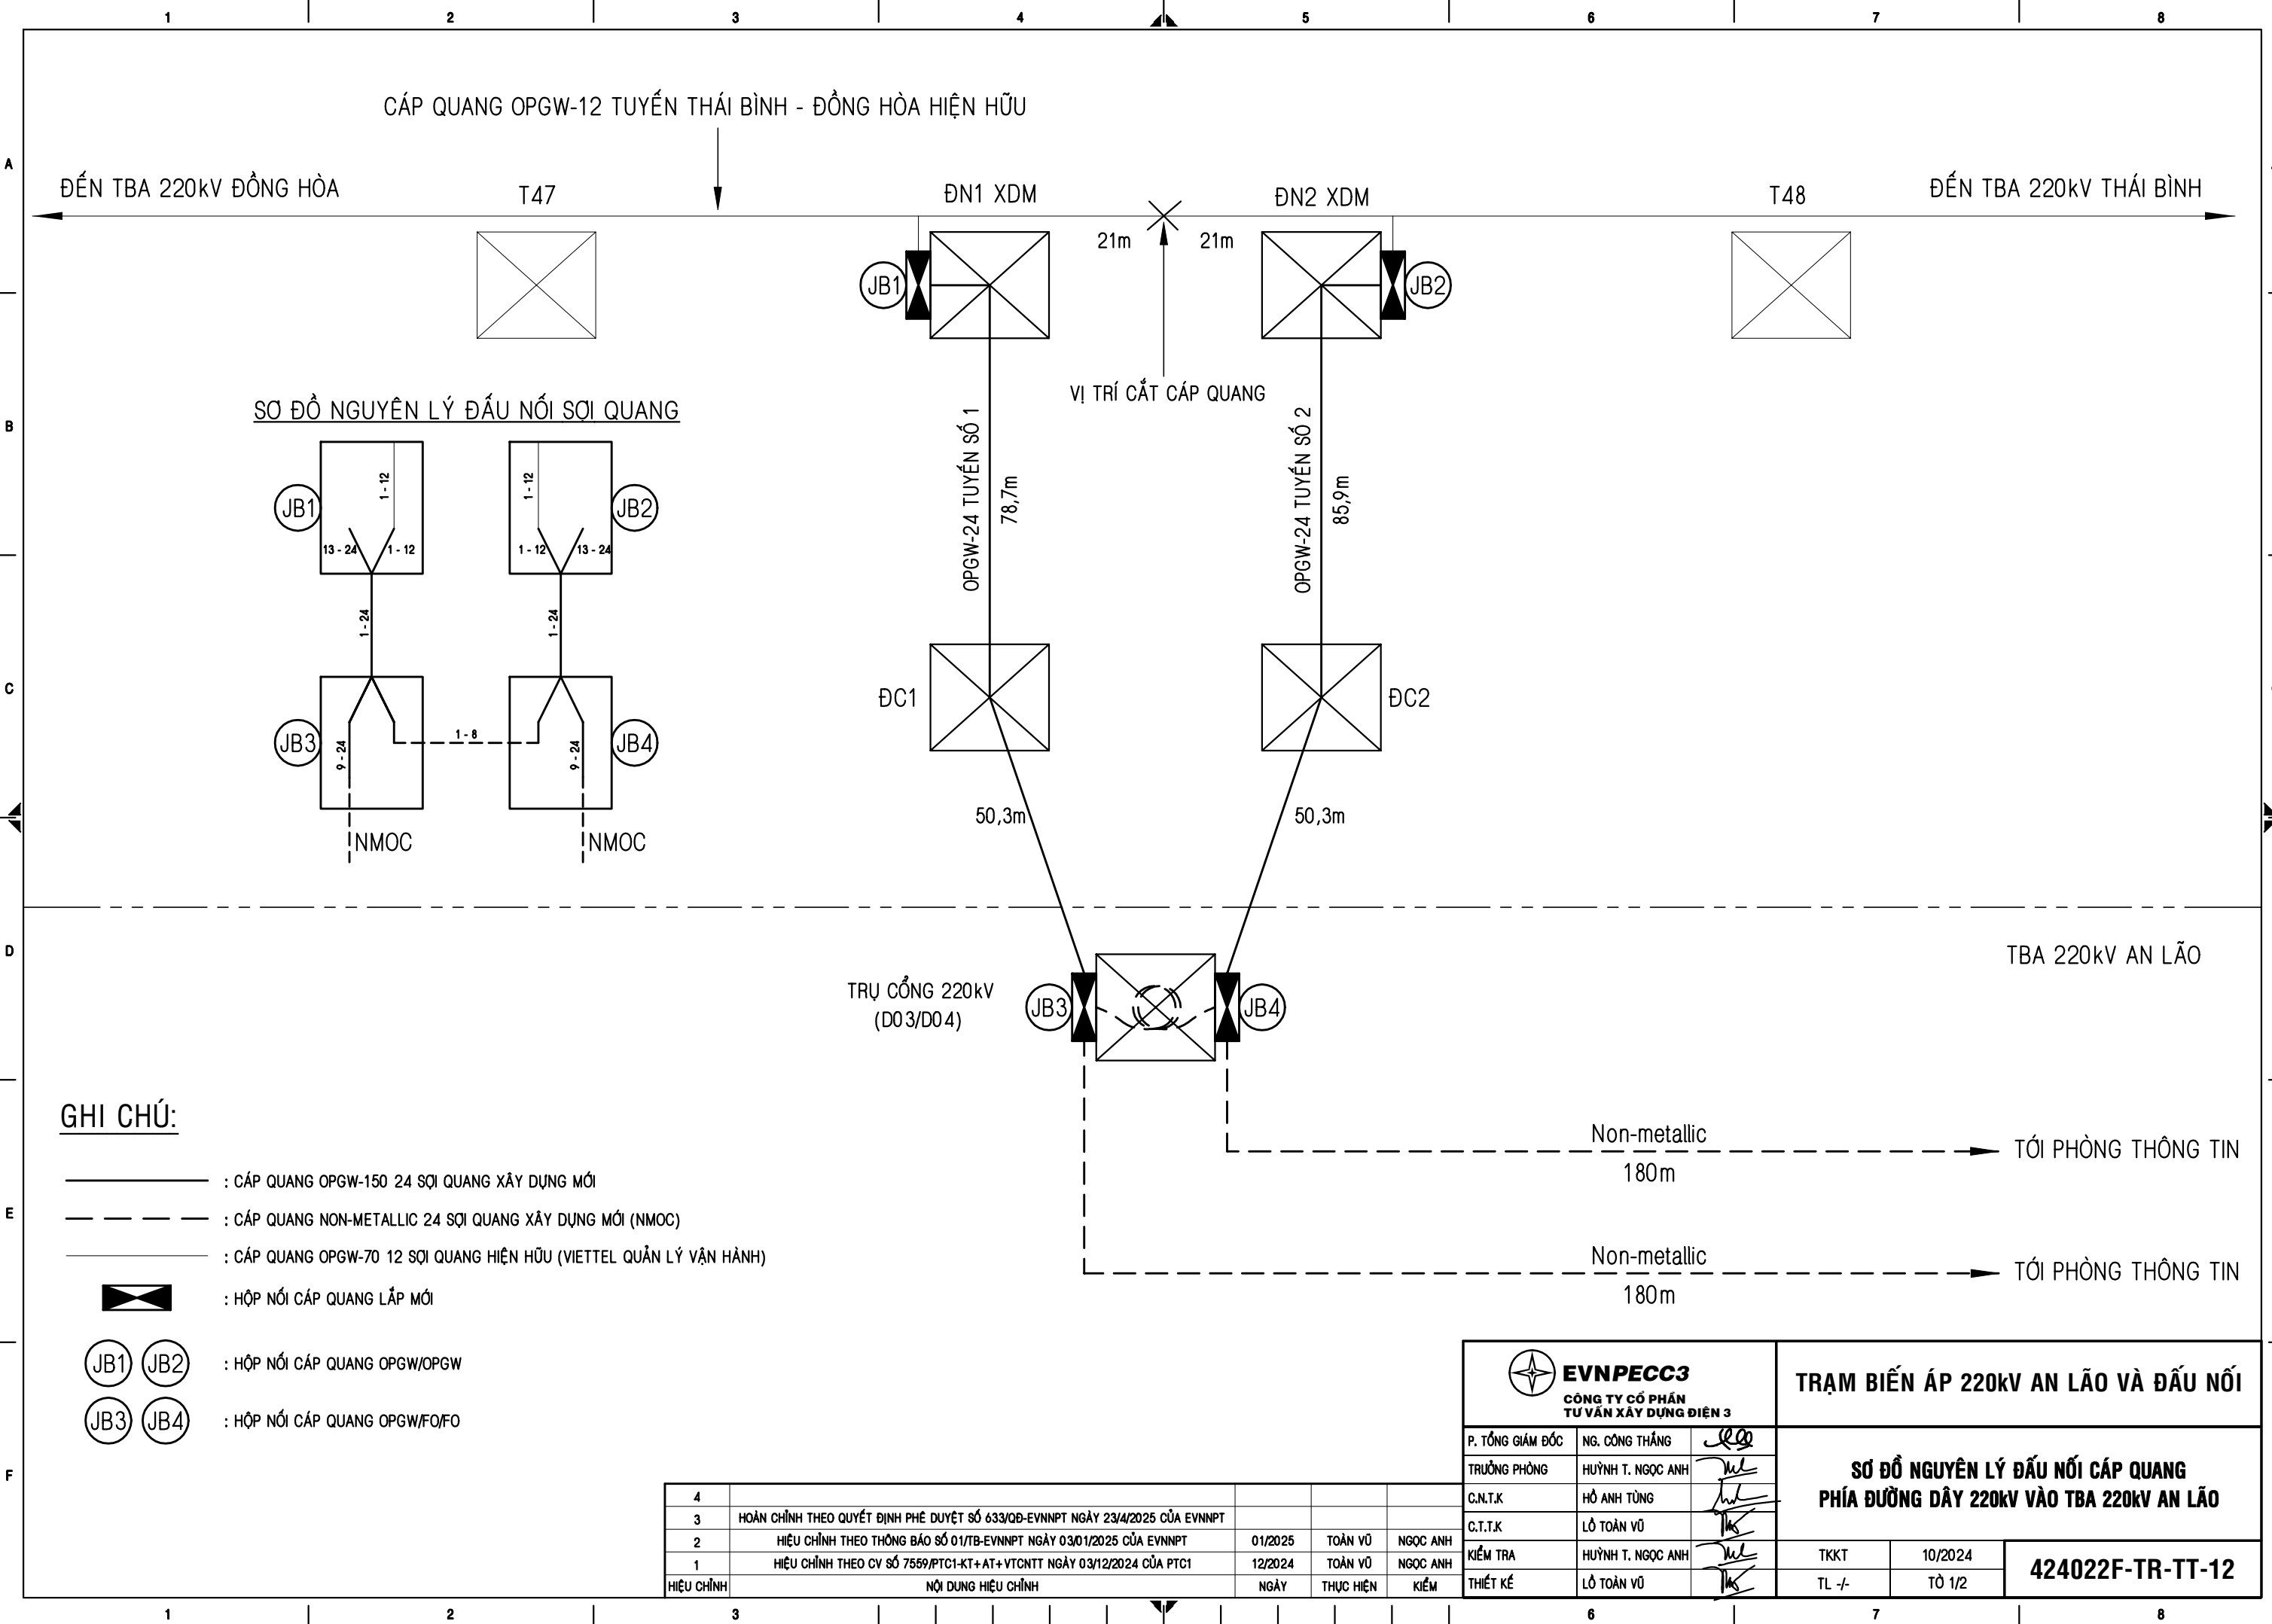 1 2 3 4 5 6 7 8
CÁP QUANG OPGW-12 TUYẾN THÁI BÌNH - ĐỒNG HÒA HIỆN HỮU
A
ĐẾN TBA 220kV ĐỒNG HÒA
T47
ĐN1 XDM
ĐN2 XDM
T48
ĐẾN TBA 220kV THÁI BÌNH
21m
21m
JB1
JB2
VỊ TRÍ CẮT CÁP QUANG
B
SƠ ĐỒ NGUYÊN LÝ ĐẤU NỐI SỢI QUANG
JB1
1 - 12
13 - 24
1 - 12
1 - 12
1 - 12
13 - 24
JB2
1 - 24
1 - 24
OPGW-24 TUYẾN SỐ 1
78,7m
OPGW-24 TUYẾN SỐ 2
85,9m
C
ĐC1
ĐC2
JB3
9 - 24
1 - 8
9 - 24
JB4
NMOC
NMOC
50,3m
50,3m
D
TBA 220kV AN LÃO
TRỤ CỔNG 220kV
(D03/D04)
JB3
JB4
GHI CHÚ:
Non-metallic
180m
TỚI PHÒNG THÔNG TIN
: CÁP QUANG OPGW-150 24 SỢI QUANG XÂY DỰNG MỚI
E
: CÁP QUANG NON-METALLIC 24 SỢI QUANG XÂY DỰNG MỚI (NMOC)
: CÁP QUANG OPGW-70 12 SỢI QUANG HIỆN HỮU (VIETTEL QUẢN LÝ VẬN HÀNH)
Non-metallic
180m
TỚI PHÒNG THÔNG TIN
: HỘP NỐI CÁP QUANG LẮP MỚI
JB1 JB2 : HỘP NỐI CÁP QUANG OPGW/OPGW
JB3 JB4 : HỘP NỐI CÁP QUANG OPGW/FO/FO
F
EVNPECC3
CÔNG TY CỔ PHẦN
TƯ VẤN XÂY DỰNG ĐIỆN 3
TRẠM BIẾN ÁP 220kV AN LÃO VÀ ĐẤU NỐI
P. TỔNG GIÁM ĐỐC NG. CÔNG THẮNG
TRƯỞNG PHÒNG HUỲNH T. NGỌC ANH
C.N.T.K HỒ ANH TÙNG
C.T.T.K LỒ TOÀN VŨ
KIỂM TRA HUỲNH T. NGỌC ANH
THIẾT KẾ LỒ TOÀN VŨ
SƠ ĐỒ NGUYÊN LÝ ĐẤU NỐI CÁP QUANG
PHÍA ĐƯỜNG DÂY 220kV VÀO TBA 220kV AN LÃO
TKKT 10/2024
TL -/- TỜ 1/2
424022F-TR-TT-12
4
3 HOÀN CHỈNH THEO QUYẾT ĐỊNH PHÊ DUYỆT SỐ 633/QĐ-EVNNPT NGÀY 23/4/2025 CỦA EVNNPT
2 HIỆU CHỈNH THEO THÔNG BÁO SỐ 01/TB-EVNNPT NGÀY 03/01/2025 CỦA EVNNPT 01/2025 TOÀN VŨ NGỌC ANH
1 HIỆU CHỈNH THEO CV SỐ 7559/PTC1-KT+AT+VTCNTT NGÀY 03/12/2024 CỦA PTC1 12/2024 TOÀN VŨ NGỌC ANH
HIỆU CHỈNH NỘI DUNG HIỆU CHỈNH NGÀY THỰC HIỆN KIỂM
1 2 3 6 7 8